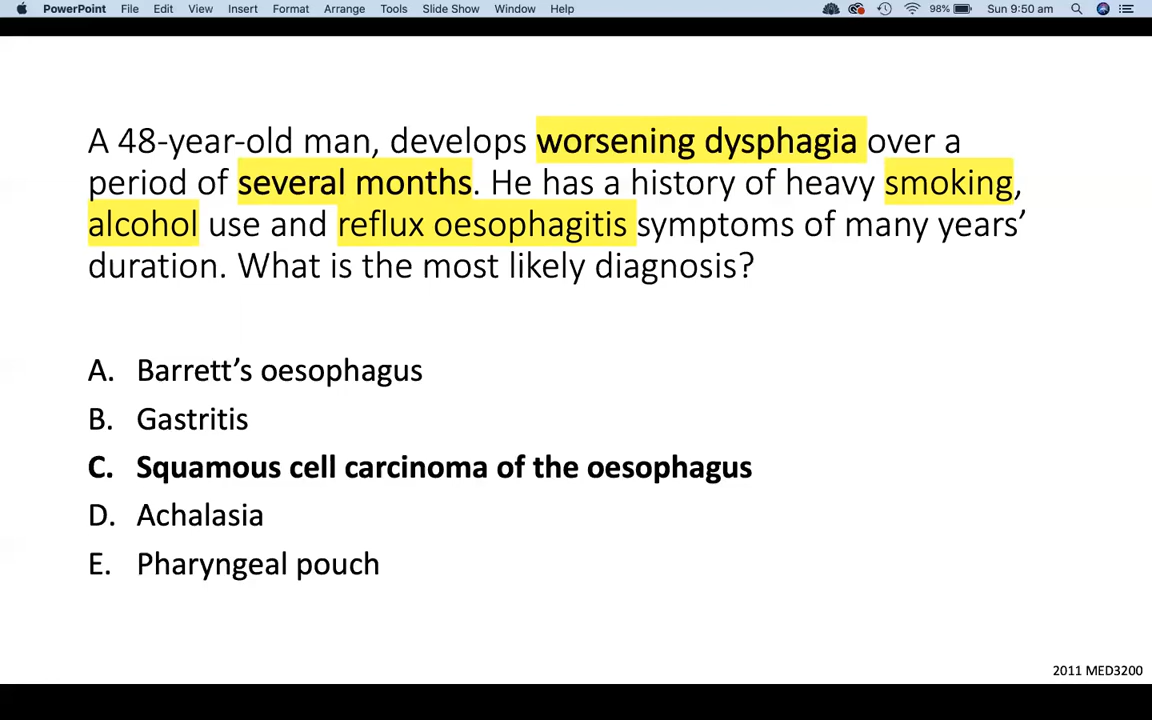 PowerPoint File Edit View Insert Format Arrange Tools Slide Show Window Help 98% Sun 9:50 am
A 48-year-old man, develops worsening dysphagia over a
period of several months. He has a history of heavy smoking,
alcohol use and reflux oesophagitis symptoms of many years’
duration. What is the most likely diagnosis?
A. Barrett’s oesophagus
B. Gastritis
C. Squamous cell carcinoma of the oesophagus
D. Achalasia
E. Pharyngeal pouch
2011 MED3200